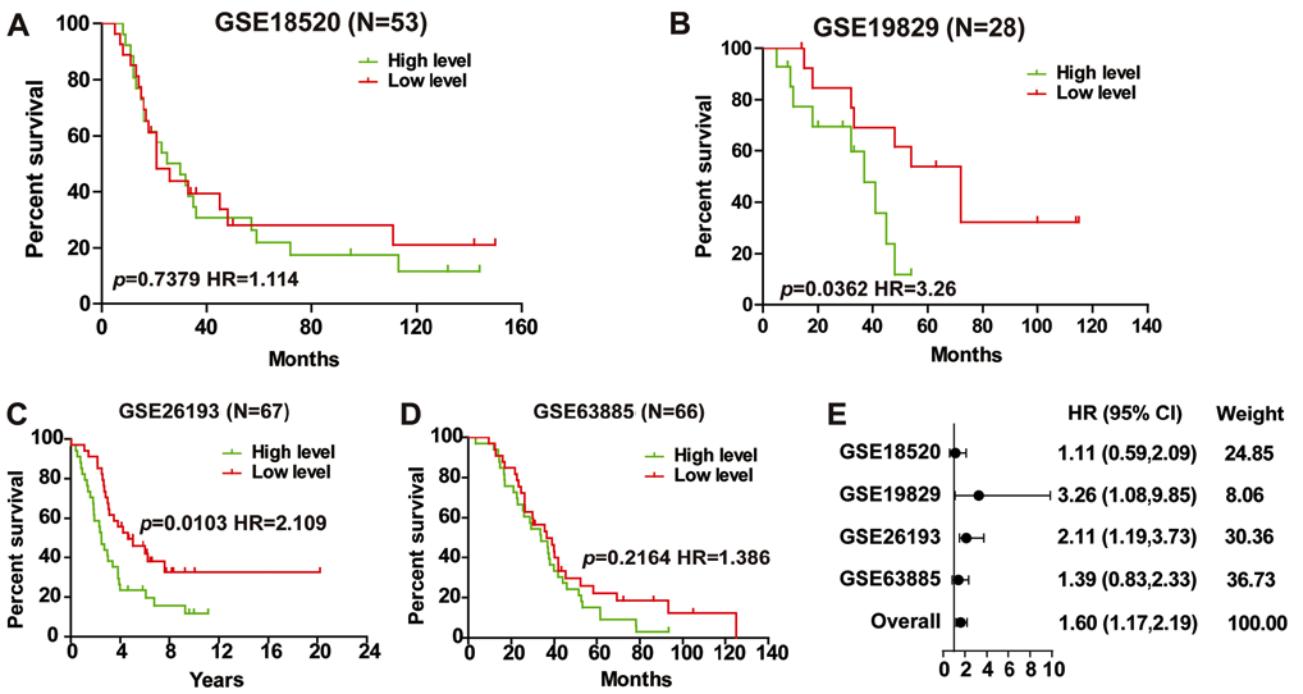 A
GSE18520 (N=53)
High level
Low level
Percent survival
100
80
60
40
20
0
p=0.7379 HR=1.114
0 40 80 120 160
Months
B
GSE19829 (N=28)
High level
Low level
Percent survival
100
80
60
40
20
0
p=0.0362 HR=3.26
0 20 40 60 80 100 120 140
Months
C
GSE26193 (N=67)
High level
Low level
Percent survival
100
80
60
40
20
0
p=0.0103 HR=2.109
0 4 8 12 16 20 24
Years
D
GSE63885 (N=66)
High level
Low level
Percent survival
100
80
60
40
20
0
p=0.2164 HR=1.386
0 20 40 60 80 100 120 140
Months
E
HR (95% CI) Weight
GSE18520 1.11 (0.59,2.09) 24.85
GSE19829 3.26 (1.08,9.85) 8.06
GSE26193 2.11 (1.19,3.73) 30.36
GSE63885 1.39 (0.83,2.33) 36.73
Overall 1.60 (1.17,2.19) 100.00
0 2 4 6 8 10